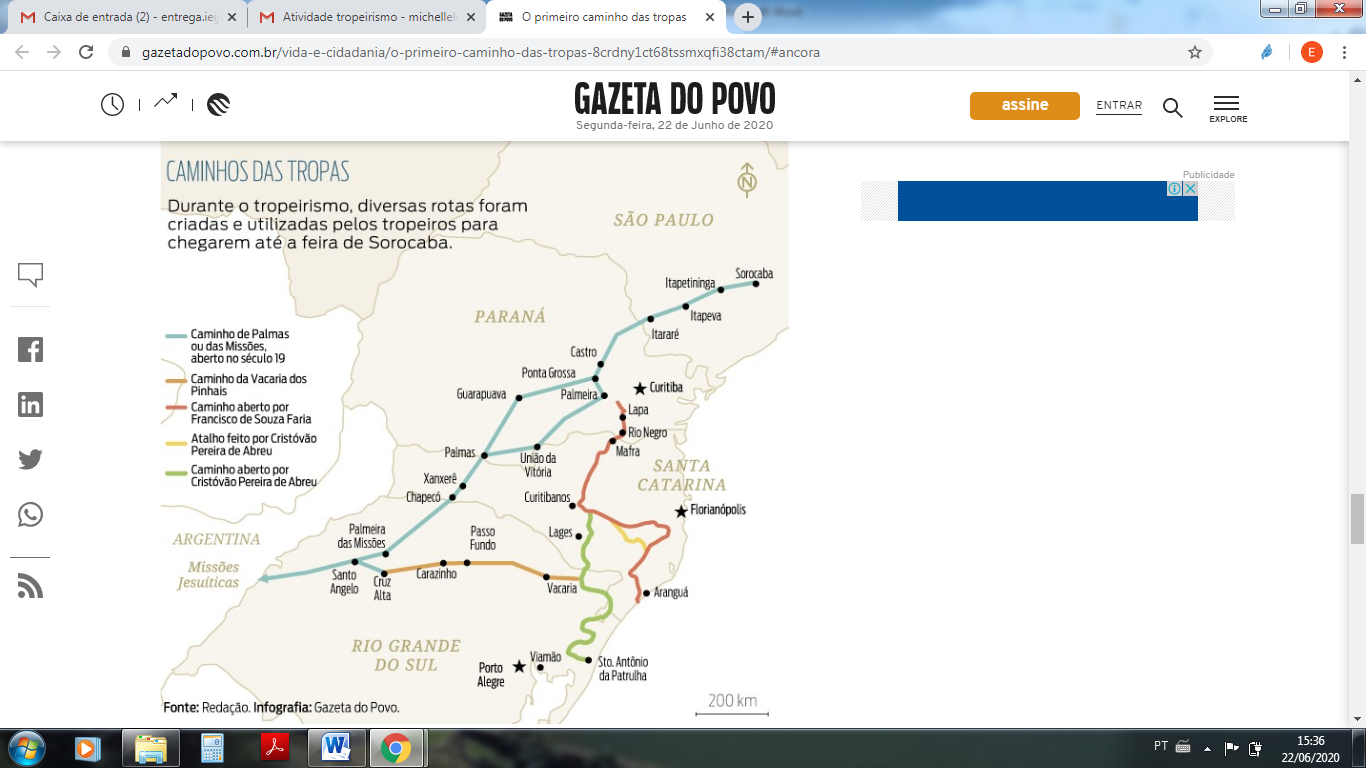 Caixa de entrada (2) - entrega.iei
Atividade tropeirismo - michellel
O primeiro caminho das tropas
gazetadopovo.com.br/vida-e-cidadania/o-primeiro-caminho-das-tropas-8crdny1ct68tssmxqfi38ctam/#ancora
E
GAZETA DO POVO
Segunda-feira, 22 de Junho de 2020
assine
ENTRAR
EXPLORE
Publicidade
CAMINHOS DAS TROPAS
Durante o tropeirismo, diversas rotas foram
criadas e utilizadas pelos tropeiros para
chegarem até a feira de Sorocaba.
N
SÃO PAULO
Sorocaba
Itapetininga
Itapeva
Itararé
PARANÁ
Castro
Ponta Grossa
Curitiba
Guarapuava
Palmeira
Lapa
Rio Negro
Mafra
Palmas
União da
Vitória
SANTA
CATARINA
Xanxerê
Chapecó
Curitibanos
Florianópolis
Lages
Caminho de Palmas
ou das Missões,
aberto no século 19
Caminho da Vacaria dos
Pinhais
Caminho aberto por
Francisco de Souza Faria
Atalho feito por Cristóvão
Pereira de Abreu
Caminho aberto por
Cristóvão Pereira de Abreu
ARGENTINA
Missões
Jesuíticas
Palmeira
das Missões
Passo
Fundo
Santo
Angelo
Cruz
Alta
Carazinho
Vacaria
Aranguá
RIO GRANDE
DO SUL
Porto
Alegre
Viamão
Sto. Antônio
da Patrulha
200 km
Fonte: Redação. Infografia: Gazeta do Povo.
PT
15:36
22/06/2020